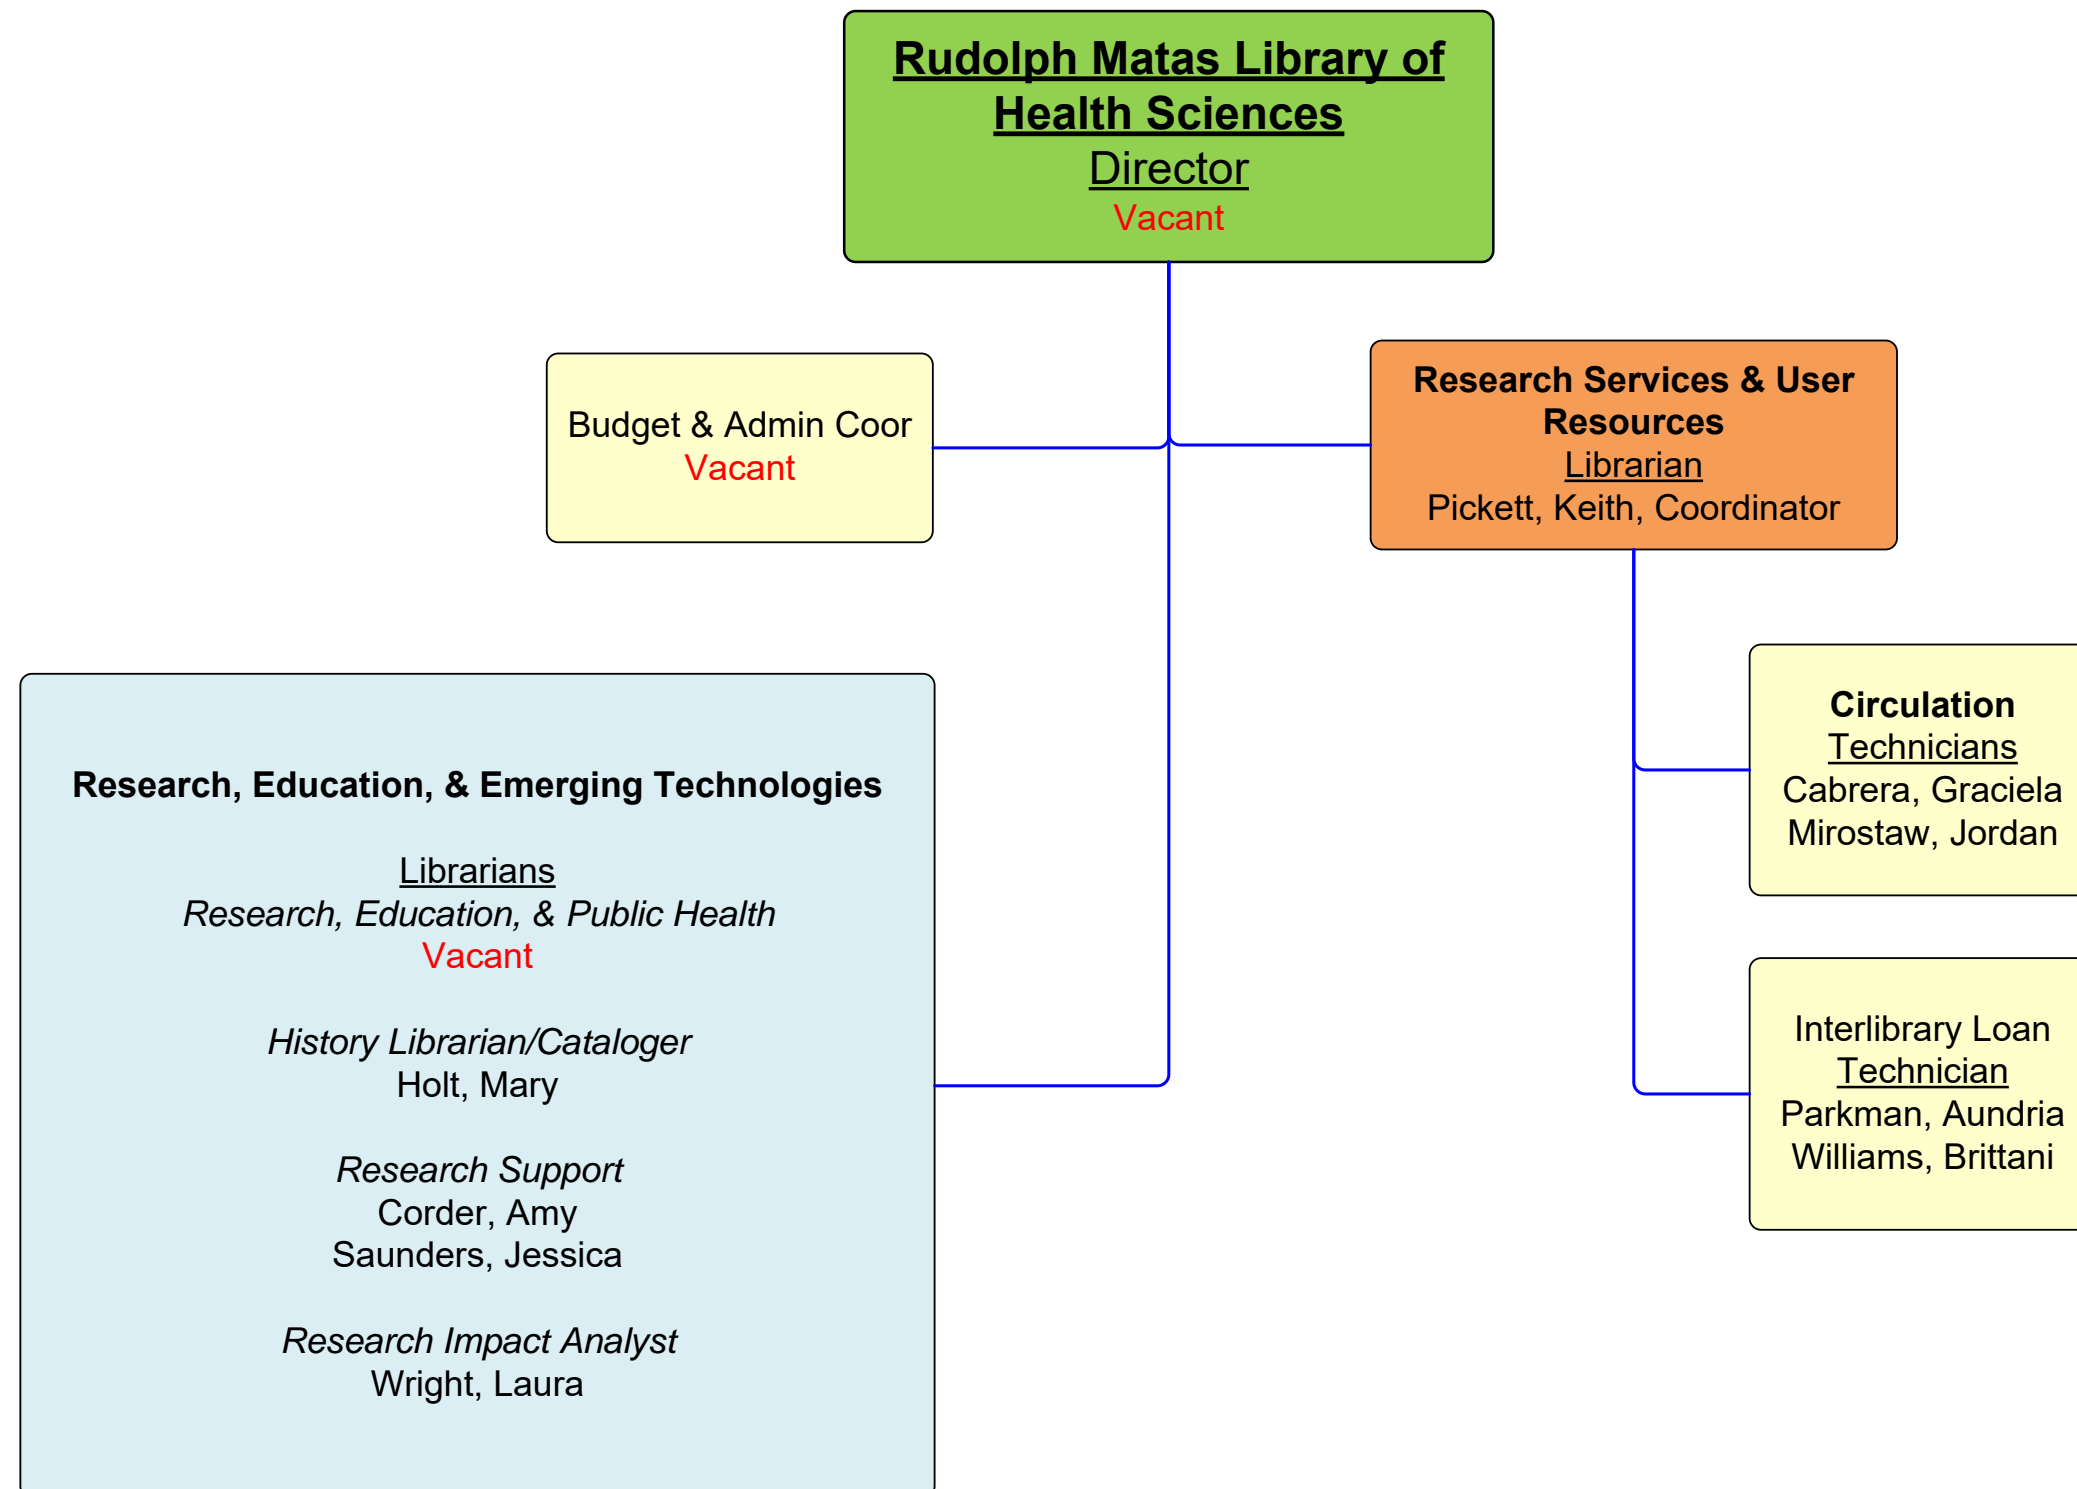 Rudolph Matas Library of
Health Sciences
Director
Vacant
Budget & Admin Coor
Vacant
Research Services & User
Resources
Librarian
Pickett, Keith, Coordinator
Research, Education, & Emerging Technologies
Librarians
Research, Education, & Public Health
Vacant
History Librarian/Cataloger
Holt, Mary
Research Support
Corder, Amy
Saunders, Jessica
Research Impact Analyst
Wright, Laura
Circulation
Technicians
Cabrera, Graciela
Mirostaw, Jordan
Interlibrary Loan
Technician
Parkman, Aundria
Williams, Brittani